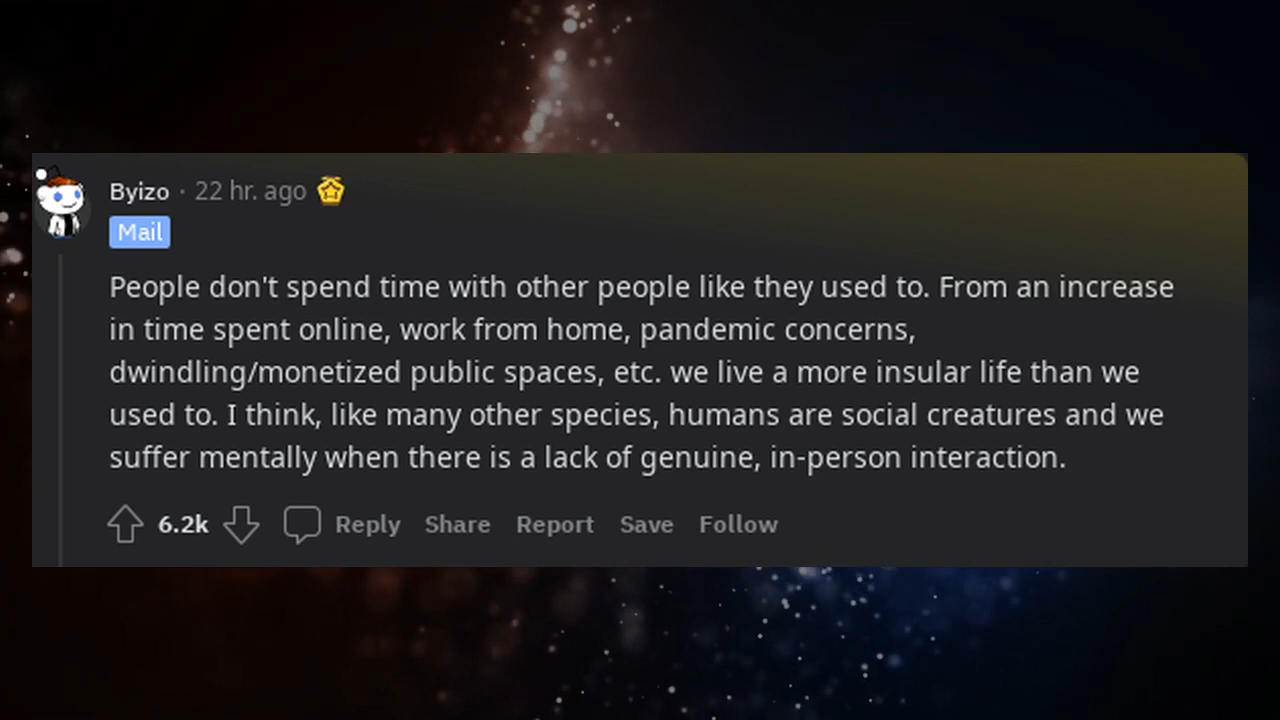 Byizo · 22 hr. ago
Mail
People don't spend time with other people like they used to. From an increase
in time spent online, work from home, pandemic concerns,
dwindling/monetized public spaces, etc. we live a more insular life than we
used to. I think, like many other species, humans are social creatures and we
suffer mentally when there is a lack of genuine, in-person interaction.
6.2k Reply Share Report Save Follow